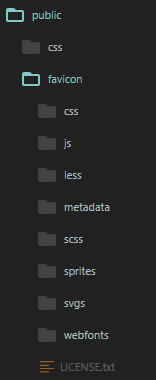 public
css
favicon
css
js
less
metadata
scss
sprites
svgs
webfonts
LICENSE.txt